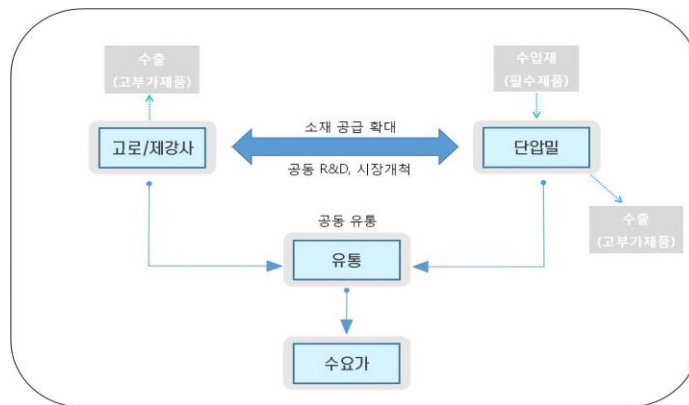 수출
(고부가제품)
수입재
(필수제품)
고로/제강사
소재 공급 확대
공동 R&D, 시장개척
단압밀
수출
(고부가제품)
공동 유통
유통
수요가